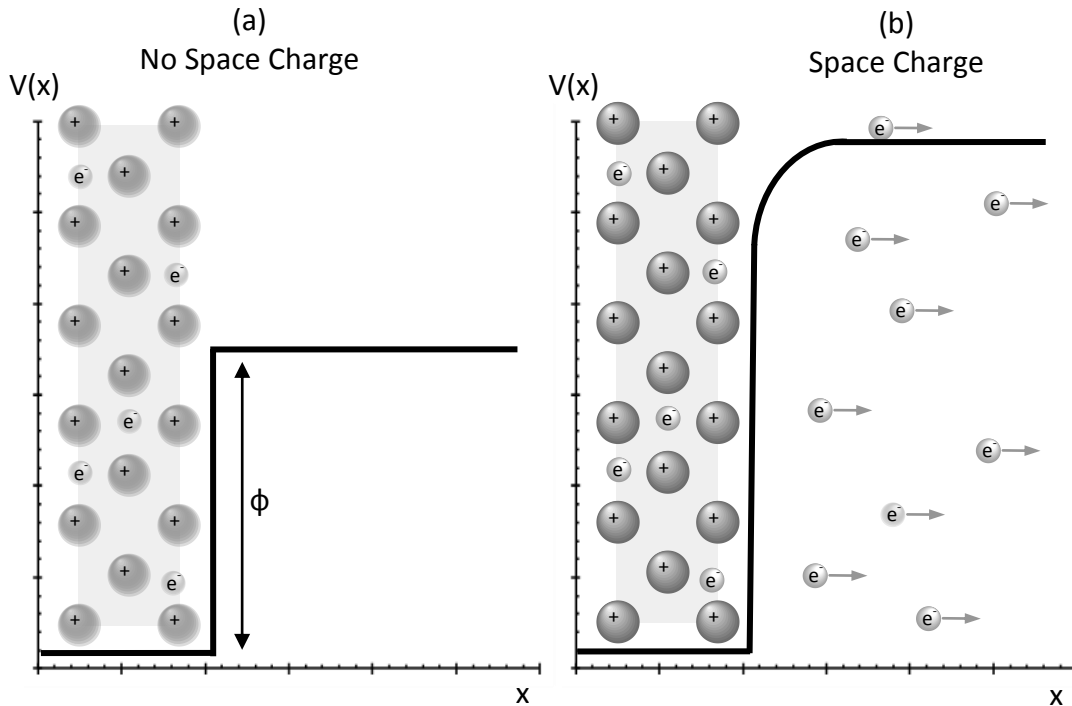 (a)
No Space Charge
V(x)
+ +
e⁻ +
+ +
+ e⁻
+ +
+
+ e⁻ +
e⁻ +
ϕ
+ +
+ e⁻
+ +
x
(b)
Space Charge
V(x)
+ + e⁻
e⁻ +
e⁻
+ + e⁻
+ e⁻
e⁻
+ +
+
+ e⁻ + e⁻
e⁻ + e⁻
+ + e⁻
+ e⁻ e⁻
+ + e⁻
x